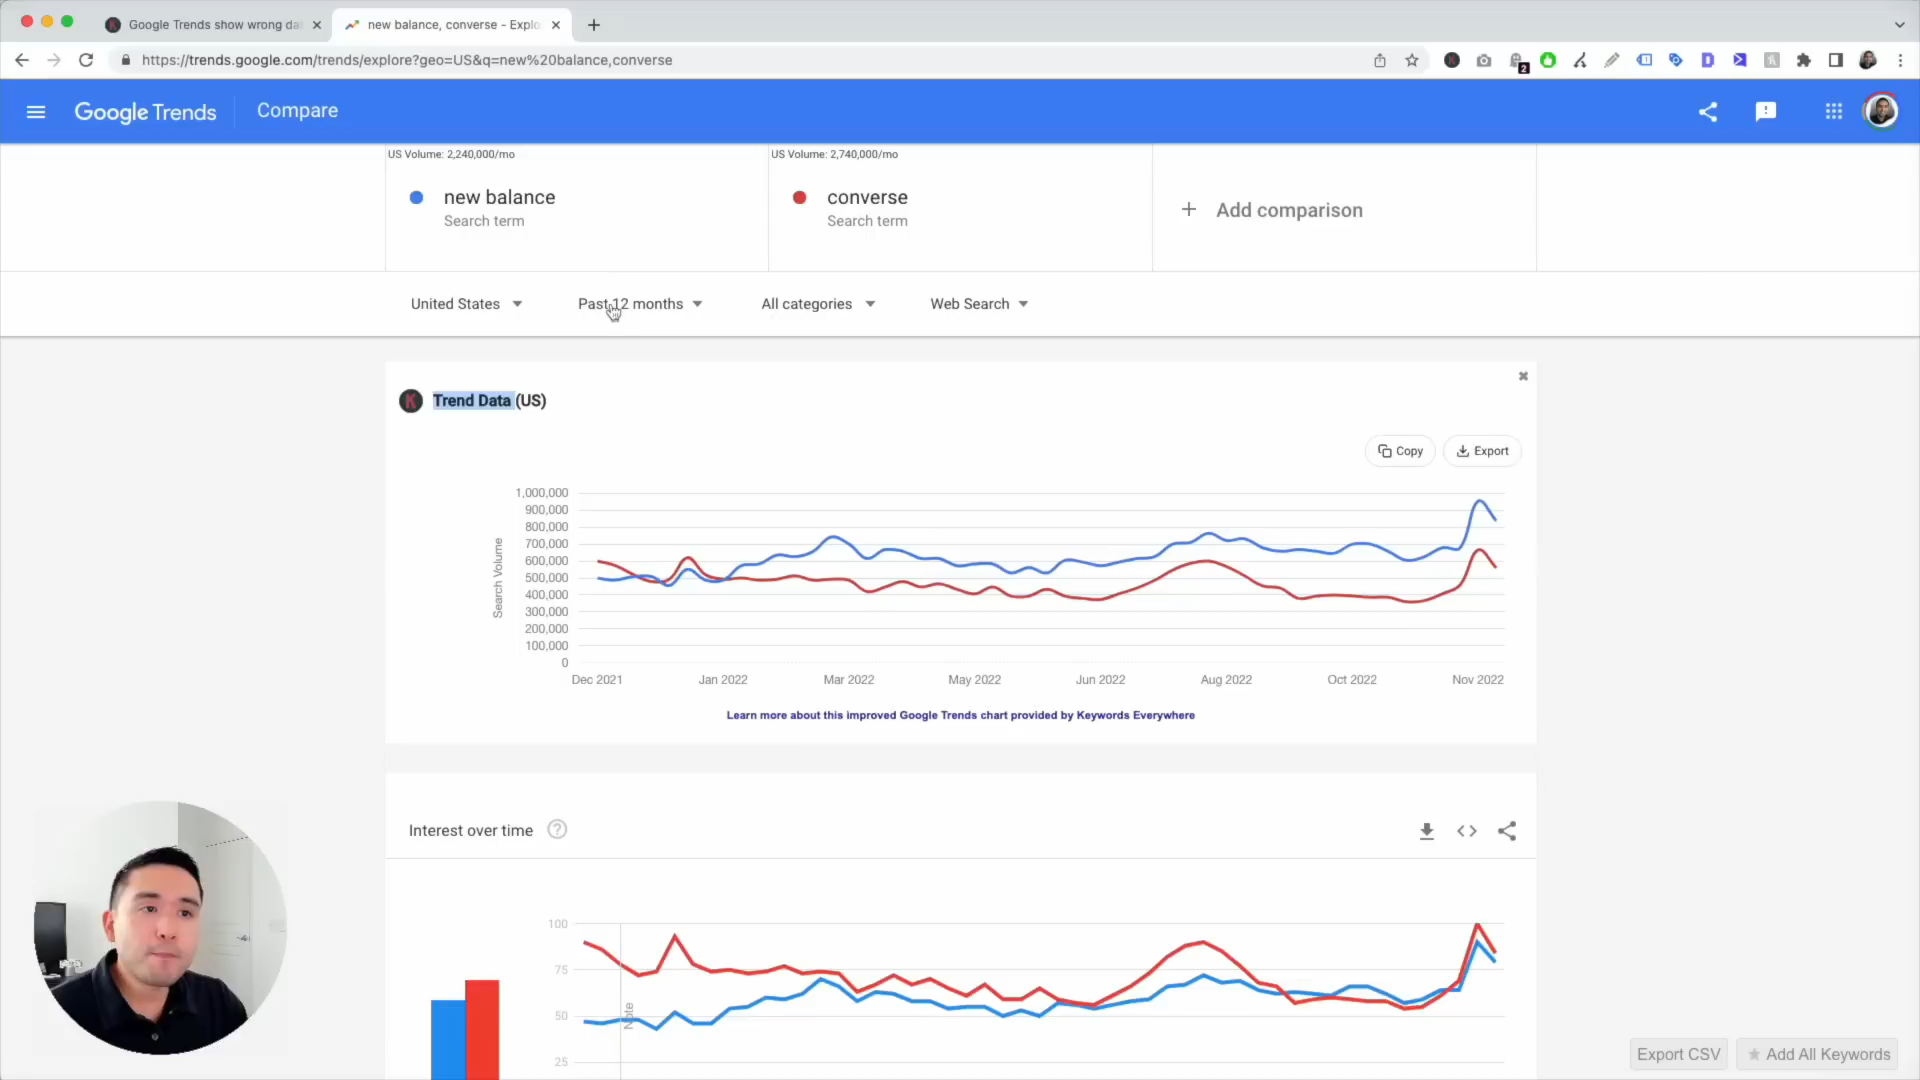 Google Trends show wrong da
new balance, converse - Explo
https://trends.google.com/trends/explore?geo=US&q=new%20balance,converse
2
Google Trends
Compare
US Volume: 2,240,000/mo
new balance
Search term
US Volume: 2,740,000/mo
converse
Search term
+ Add comparison
United States
Past 12 months
All categories
Web Search
K
Trend Data (US)
Copy
Export
Search Volume
1,000,000
900,000
800,000
700,000
600,000
500,000
400,000
300,000
200,000
100,000
0
Dec 2021 Jan 2022 Mar 2022 May 2022 Jun 2022 Aug 2022 Oct 2022 Nov 2022
Learn more about this improved Google Trends chart provided by Keywords Everywhere
Interest over time
100
75
50
25
Note
Export CSV
Add All Keywords